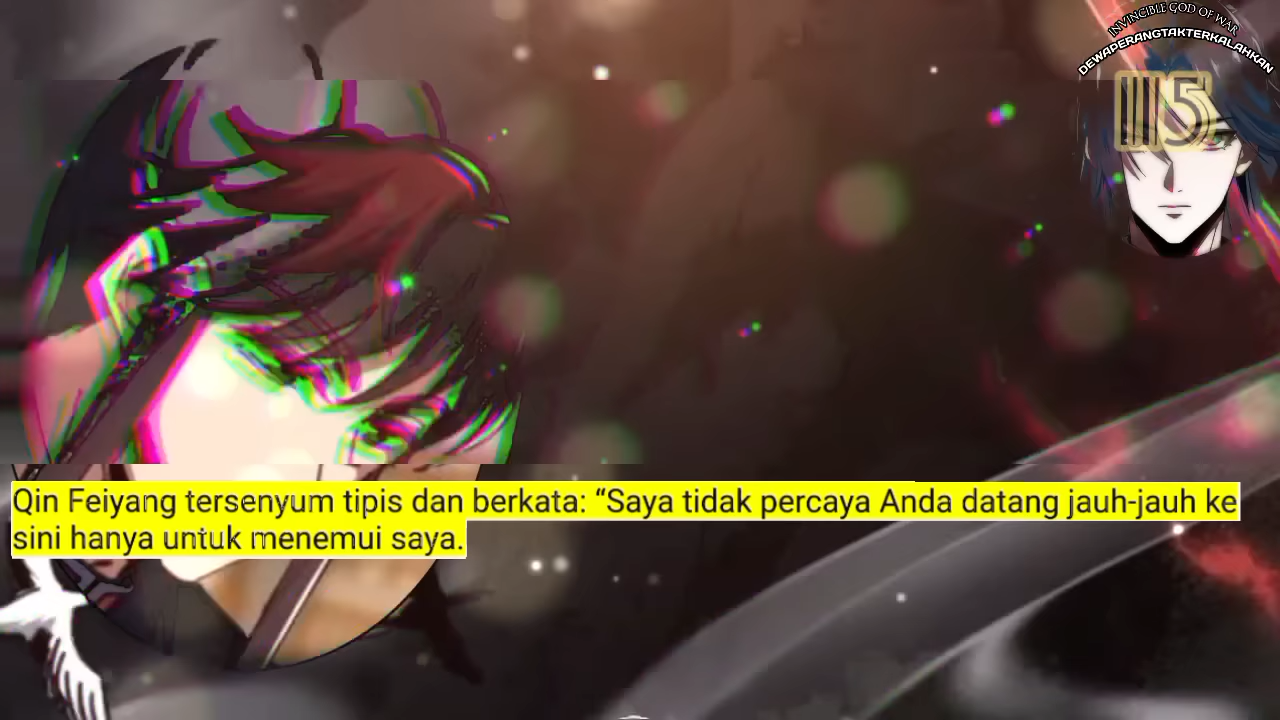 INVINCIBLE GOD OF WAR
DEWAPERANGTAKTERKALAHKAN
115
Qin Feiyang tersenyum tipis dan berkata: “Saya tidak percaya Anda datang jauh-jauh ke
sini hanya untuk menemui saya.